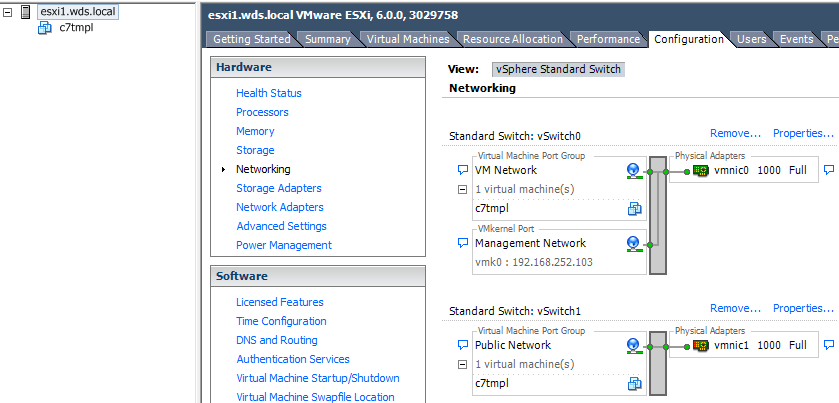 esxi1.wds.local
c7tmpl
esxi1.wds.local VMware ESXi, 6.0.0, 3029758
Getting Started Summary Virtual Machines Resource Allocation Performance Configuration Users Events Pe
Hardware
Health Status
Processors
Memory
Storage
Networking
Storage Adapters
Network Adapters
Advanced Settings
Power Management
Software
Licensed Features
Time Configuration
DNS and Routing
Authentication Services
Virtual Machine Startup/Shutdown
Virtual Machine Swapfile Location
View: vSphere Standard Switch
Networking
Standard Switch: vSwitch0 Remove... Properties...
Virtual Machine Port Group Physical Adapters
VM Network vmnic0 1000 Full
1 virtual machine(s)
c7tmpl
VMkernel Port
Management Network
vmk0 : 192.168.252.103
Standard Switch: vSwitch1 Remove... Properties...
Virtual Machine Port Group Physical Adapters
Public Network vmnic1 1000 Full
1 virtual machine(s)
c7tmpl